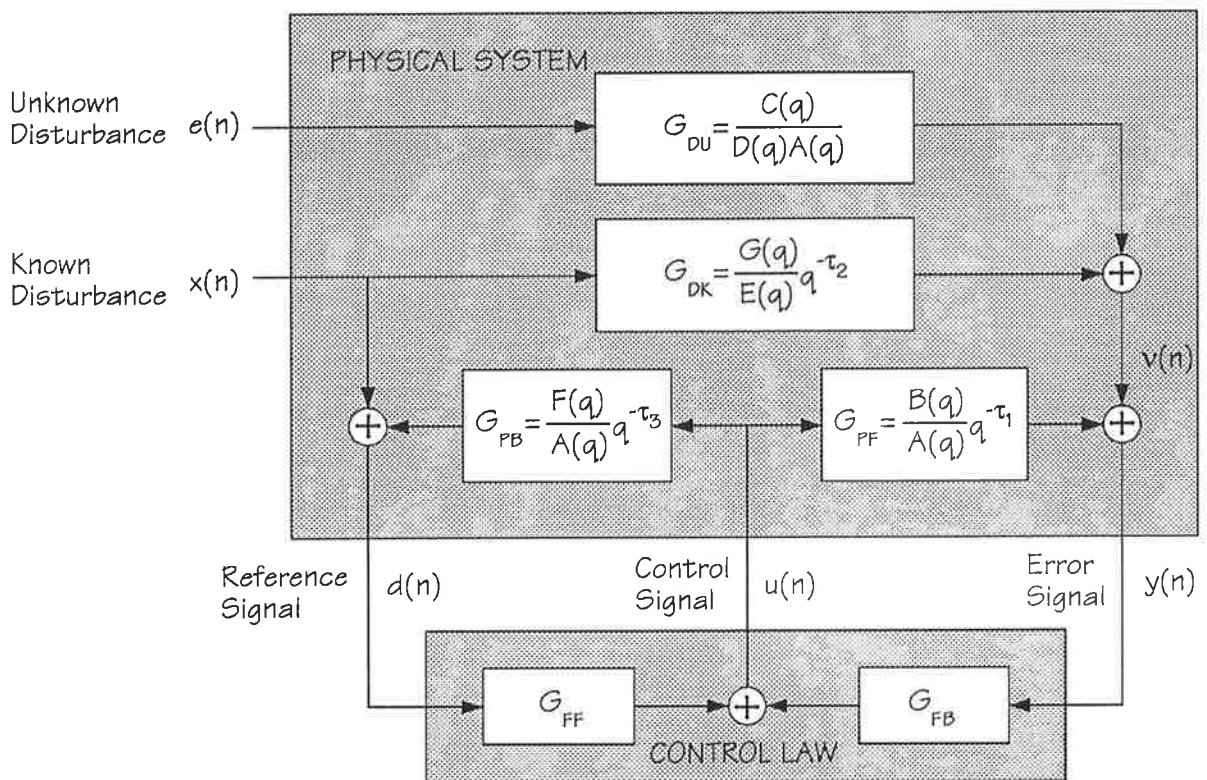 PHYSICAL SYSTEM
Unknown
Disturbance e(n)
G_DU = C(q) / D(q)A(q)
Known
Disturbance x(n)
G_DK = G(q) / E(q) q^-τ2
v(n)
G_PB = F(q) / A(q) q^-τ3
G_PF = B(q) / A(q) q^-τ1
Reference
Signal d(n)
Control
Signal u(n)
Error
Signal y(n)
G_FF
G_FB
CONTROL LAW